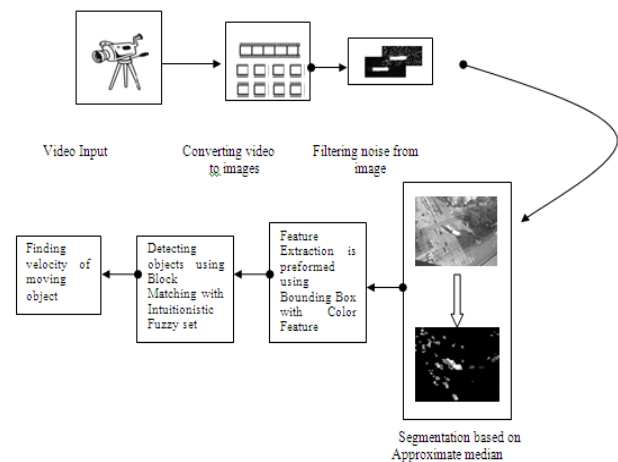 Video Input
Converting video
to images
Filtering noise from
image
Finding
velocity of
moving
object
Detecting
objects using
Block
Matching with
Intuitionistic
Fuzzy set
Feature
Extraction is
preformed
using
Bounding Box
with Color
Feature
Segmentation based on
Approximate median